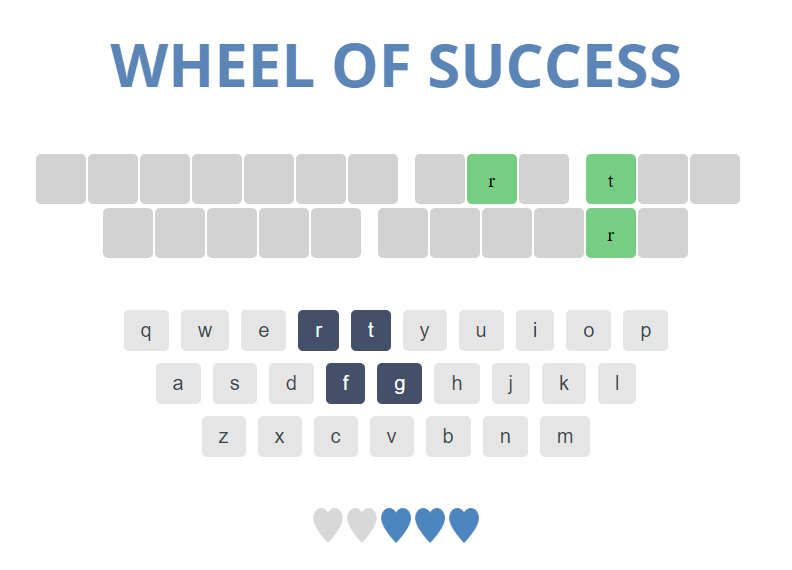 WHEEL OF SUCCESS
r t
r
q w e r t y u i o p
a s d f g h j k l
z x c v b n m